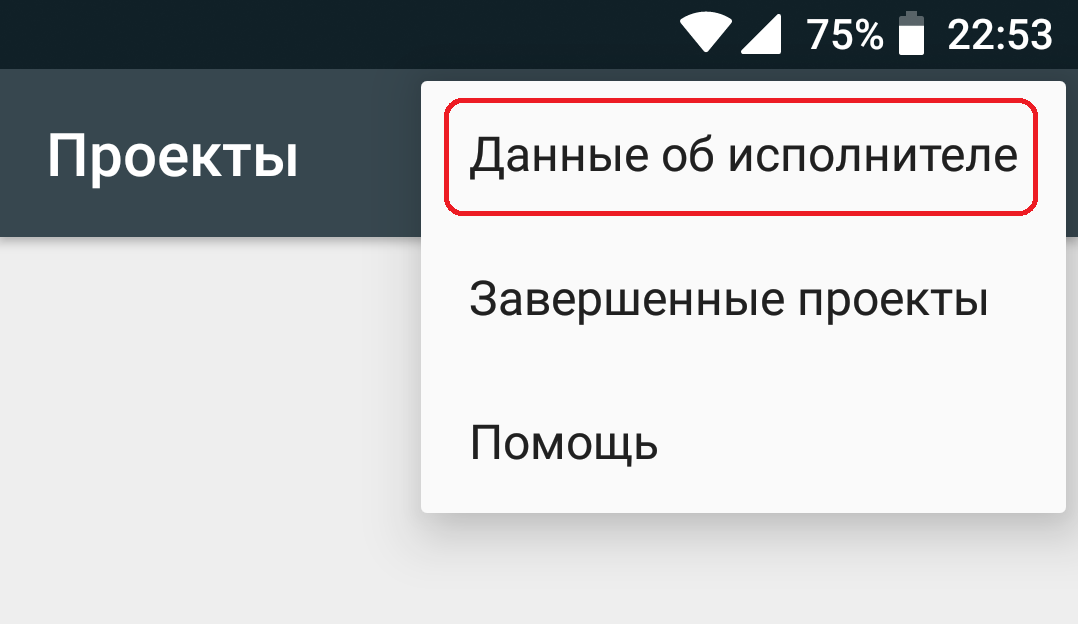 75% 22:53
Проекты
Данные об исполнителе
Завершенные проекты
Помощь